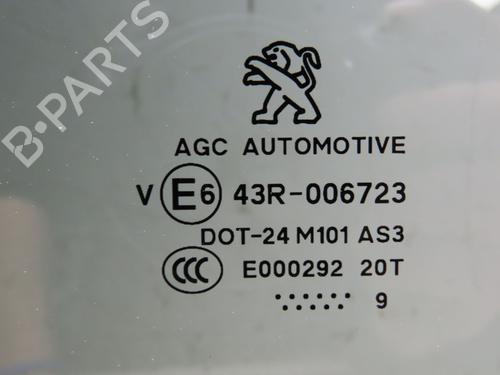 B-PARTS
AGC AUTOMOTIVE
V E6 43R-006723
DOT-24 M101 AS3
CCC E000292 20T
9